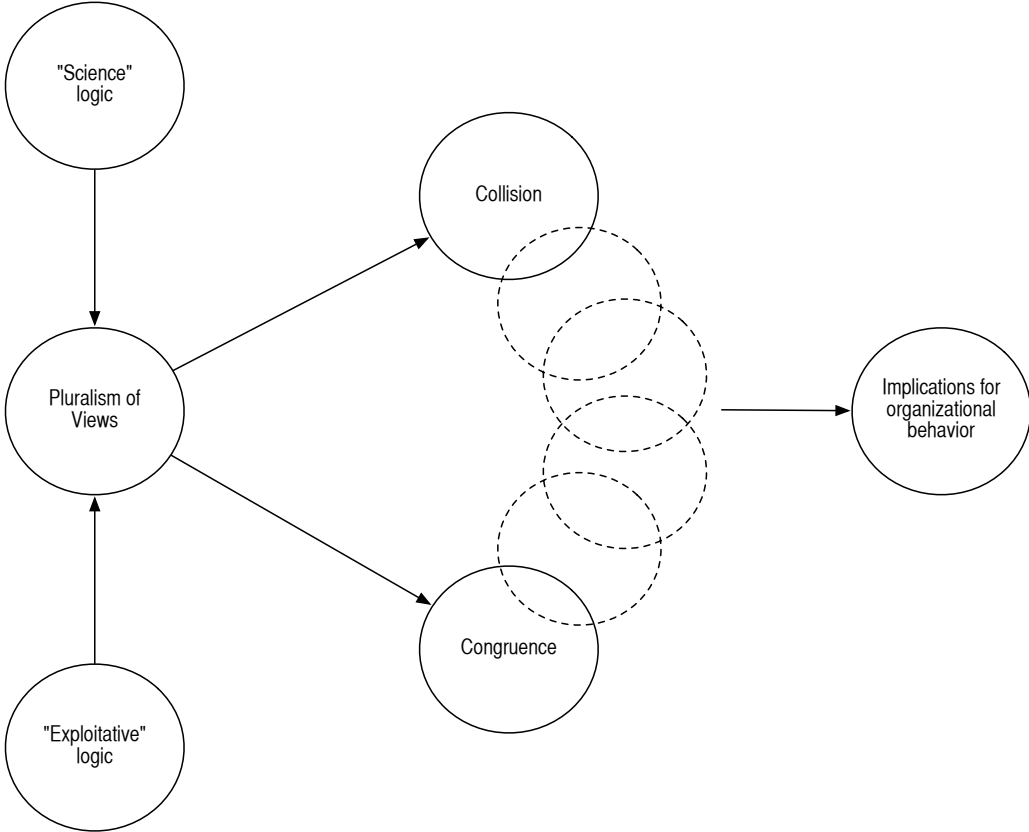 "Science"
logic
Collision
Pluralism of
Views
Implications for
organizational
behavior
Congruence
"Exploitative"
logic